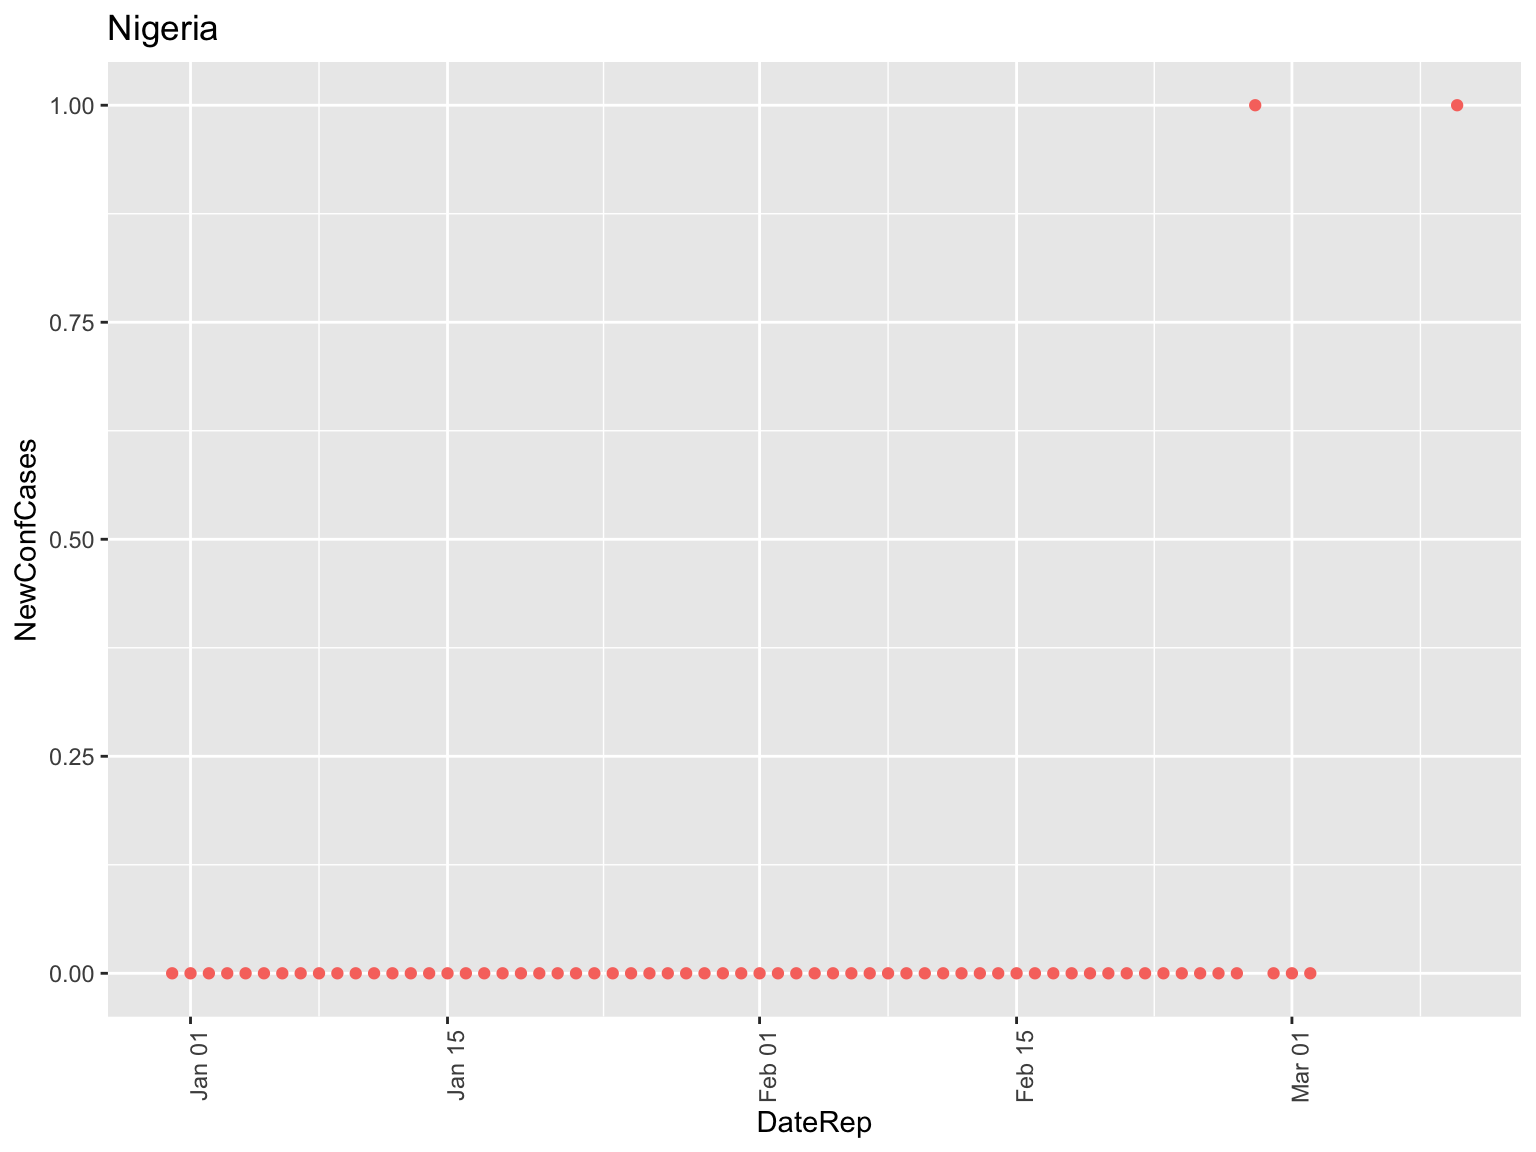 Nigeria
1.00
0.75
0.50
0.25
0.00
NewConfCases
Jan 01
Jan 15
Feb 01
Feb 15
Mar 01
DateRep